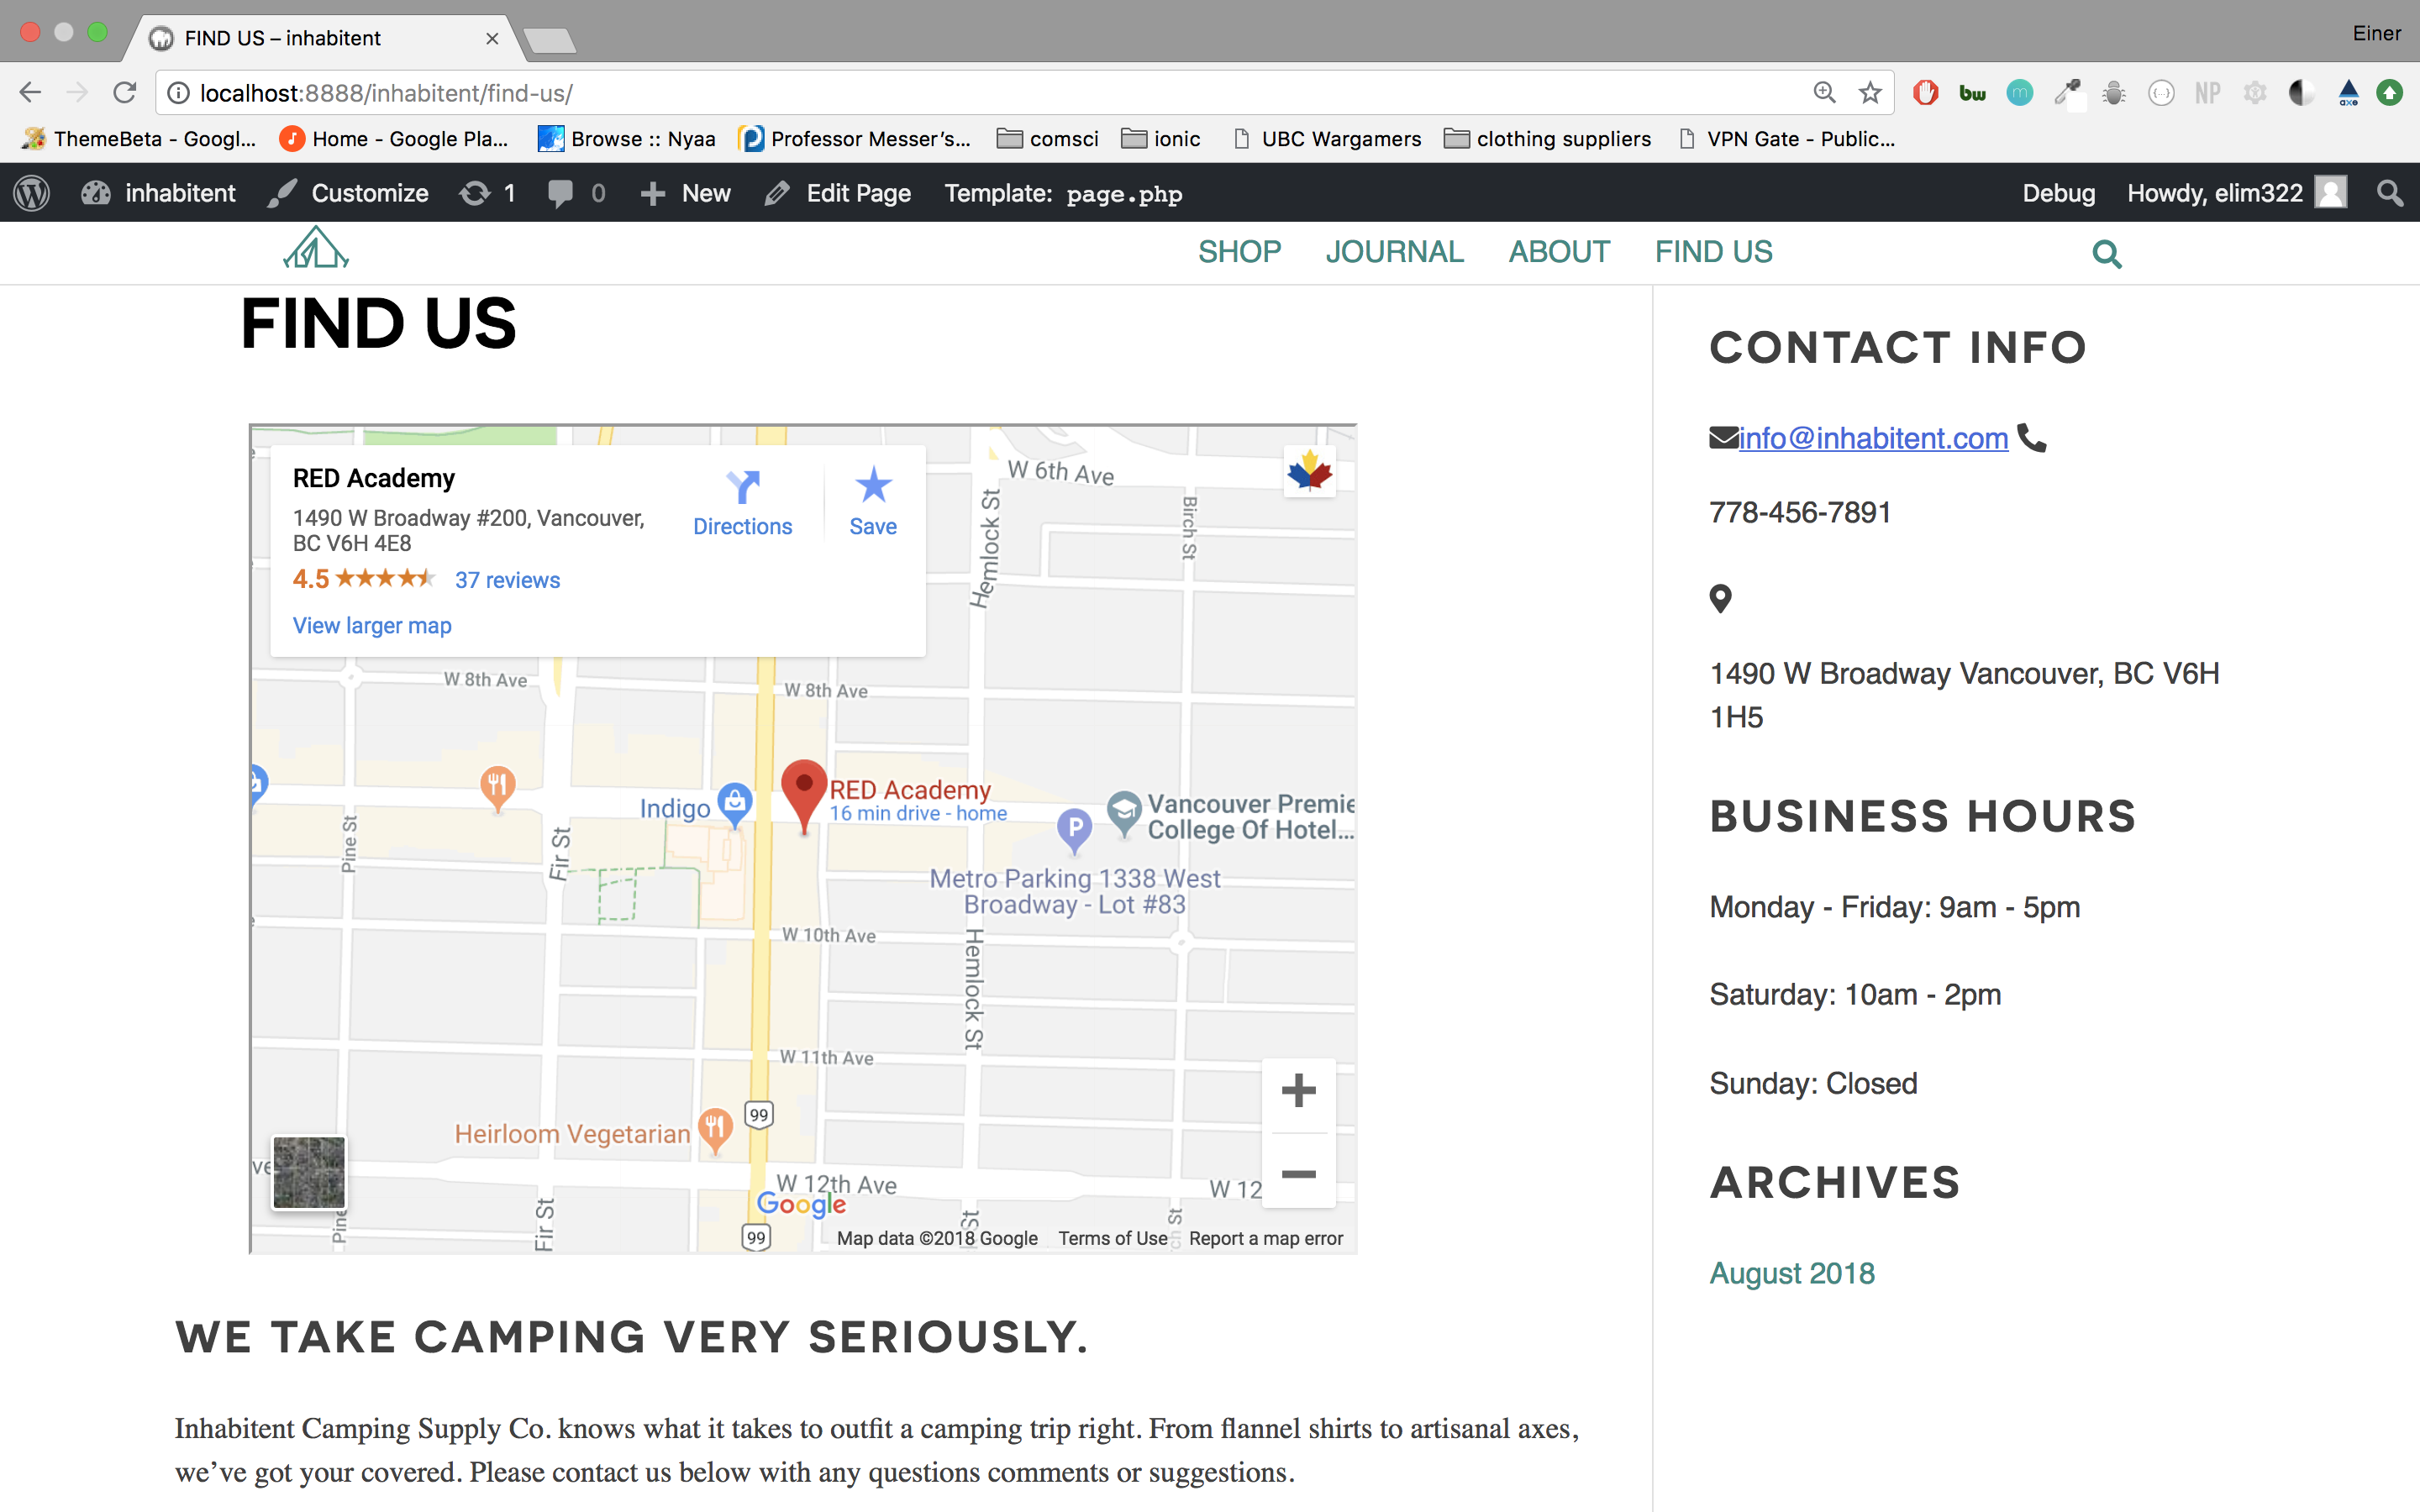 FIND US – inhabitent
Einer
localhost:8888/inhabitent/find-us/
bw
m
{...}
NP
axe
ThemeBeta - Googl...
Home - Google Pla...
Browse :: Nyaa
Professor Messer's...
comsci
ionic
UBC Wargamers
clothing suppliers
VPN Gate - Public...
inhabitent
Customize
1
0
New
Edit Page
Template: page.php
Debug
Howdy, elim322
SHOP
JOURNAL
ABOUT
FIND US
FIND US
RED Academy
1490 W Broadway #200, Vancouver,
BC V6H 4E8
4.5
37 reviews
Directions
Save
View larger map
W 6th Ave
Hemlock St
Birch St
W 8th Ave
W 8th Ave
Indigo
RED Academy
16 min drive - home
Vancouver Premie
College Of Hotel...
P
Metro Parking 1338 West
Broadway - Lot #83
Pine St
Fir St
W 10th Ave
Hemlock St
W 11th Ave
99
Heirloom Vegetarian
ve
W 12th Ave
W 12
Google
Pine
Fir St
99
St
ch St
Map data ©2018 Google
Terms of Use
Report a map error
WE TAKE CAMPING VERY SERIOUSLY.
Inhabitent Camping Supply Co. knows what it takes to outfit a camping trip right. From flannel shirts to artisanal axes,
we've got your covered. Please contact us below with any questions comments or suggestions.
CONTACT INFO
info@inhabitent.com
778-456-7891
1490 W Broadway Vancouver, BC V6H
1H5
BUSINESS HOURS
Monday - Friday: 9am - 5pm
Saturday: 10am - 2pm
Sunday: Closed
ARCHIVES
August 2018